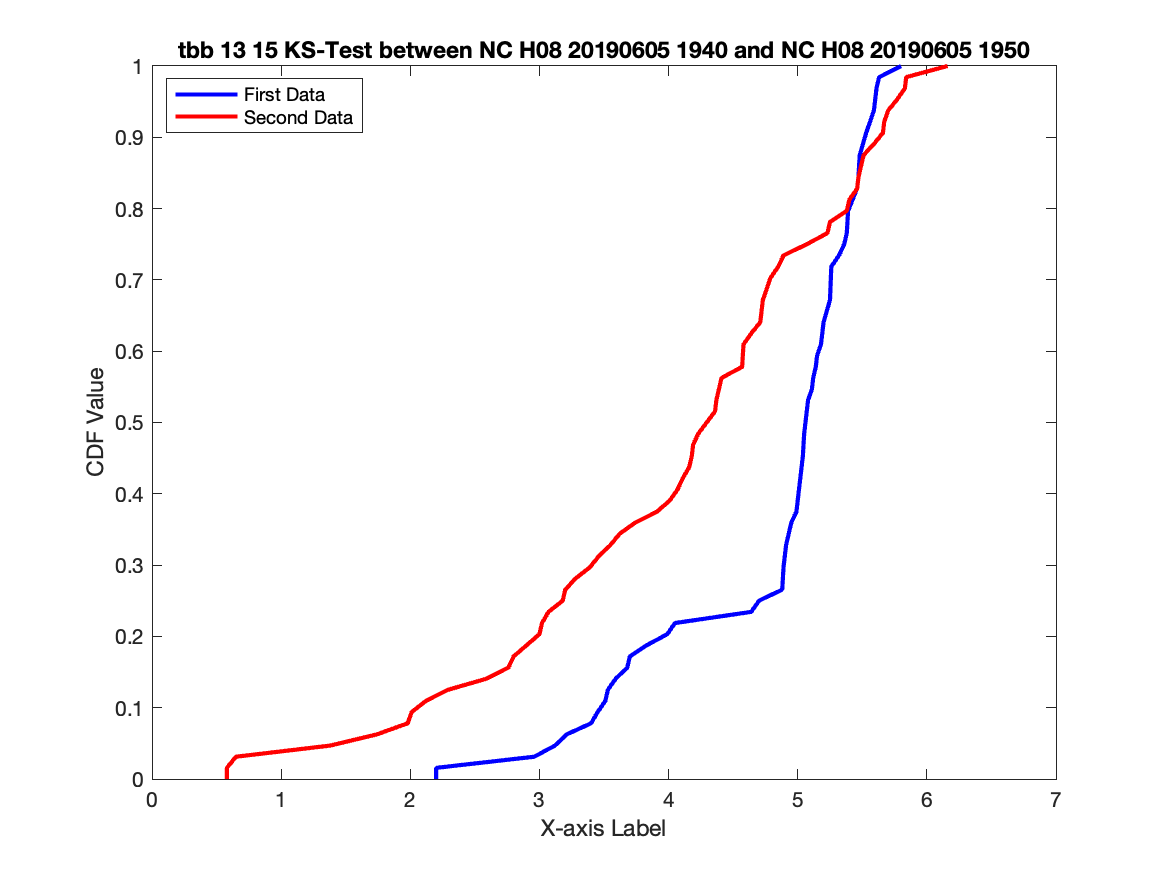 tbb 13 15 KS-Test between NC H08 20190605 1940 and NC H08 20190605 1950
First Data
Second Data
1
0.9
0.8
0.7
0.6
0.5
0.4
0.3
0.2
0.1
0
CDF Value
0 1 2 3 4 5 6 7
X-axis Label